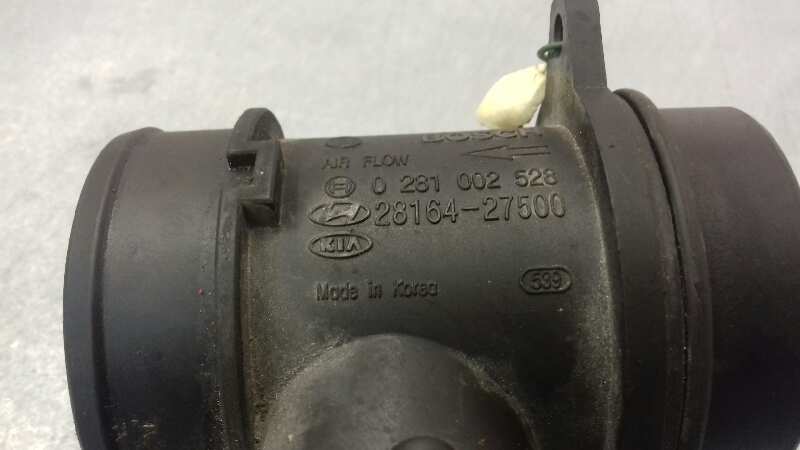 BOSCH
AIR FLOW
0 281 002 528
28164-27500
KIA
Made in Korea
539